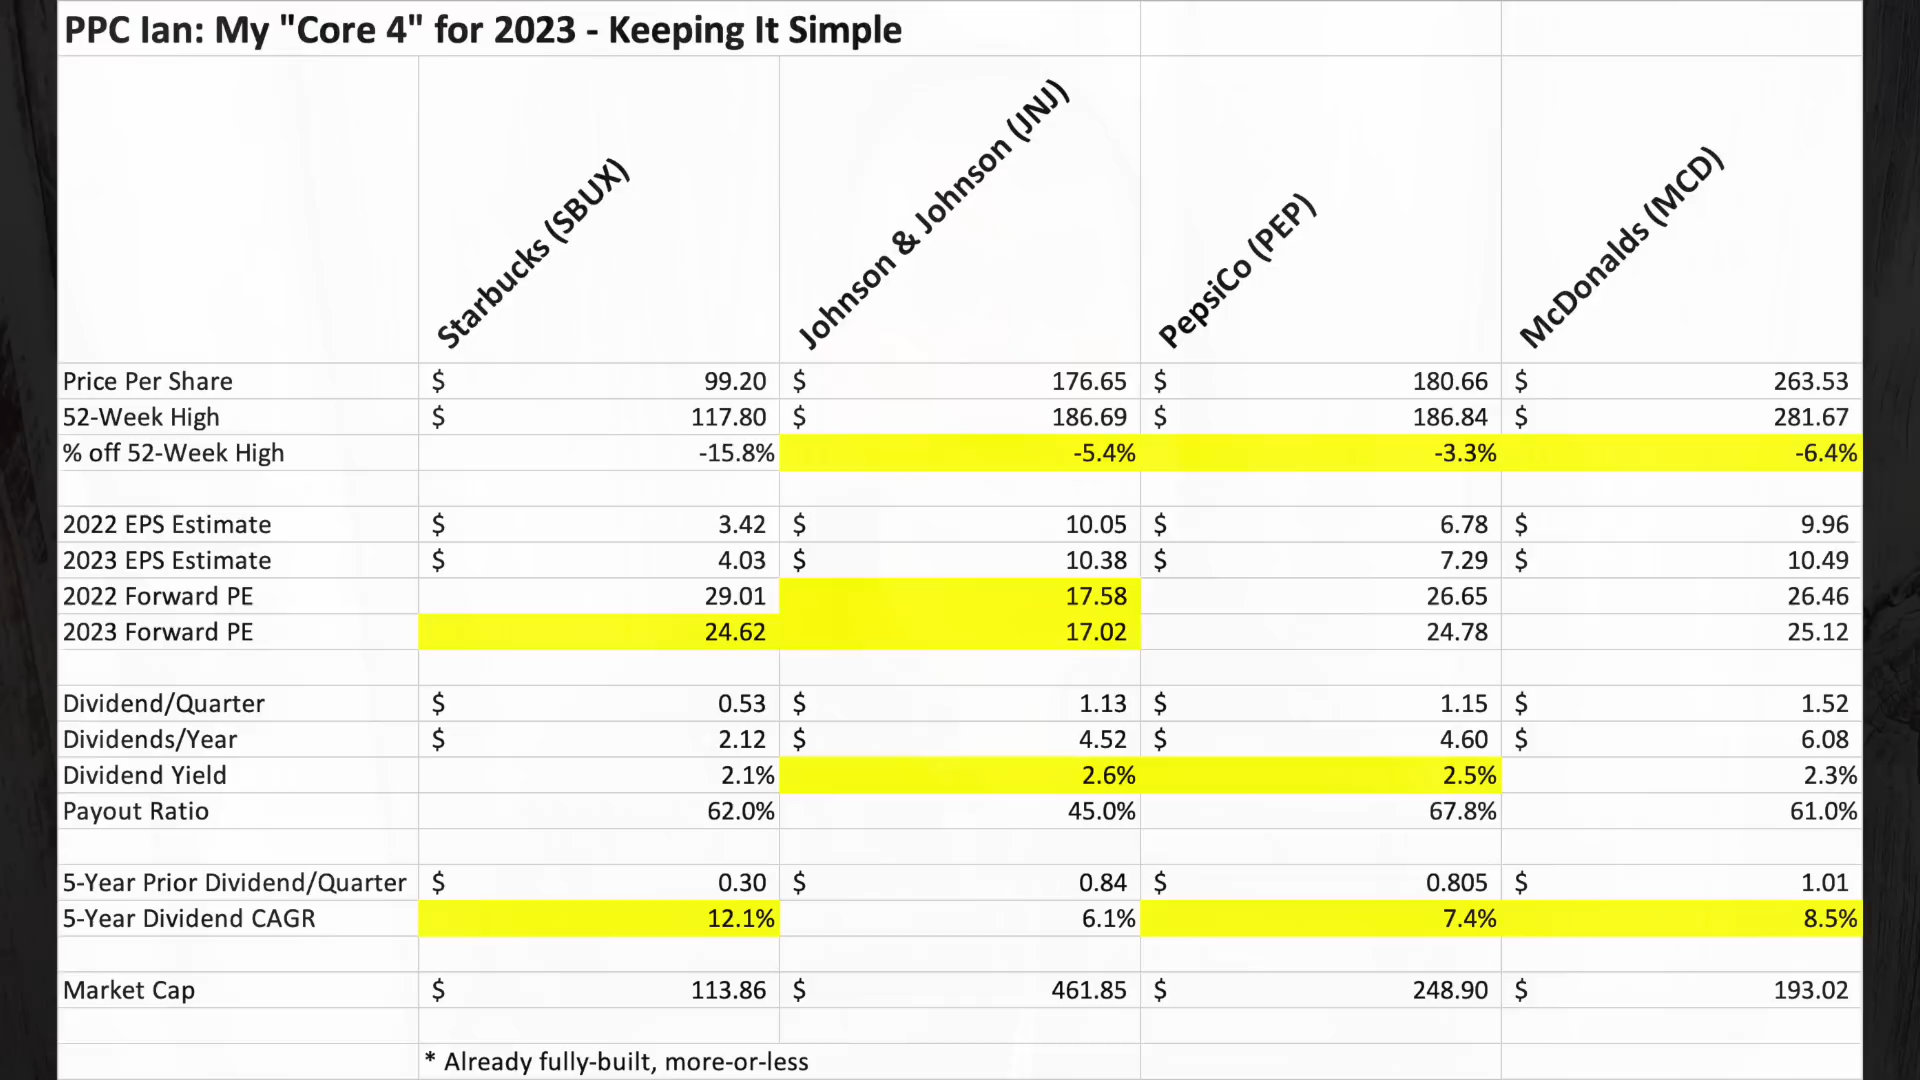 PPC Ian: My "Core 4" for 2023 - Keeping It Simple
Starbucks (SBUX) Johnson & Johnson (JNJ) PepsiCo (PEP) McDonalds (MCD)
Price Per Share $ 99.20 $ 176.65 $ 180.66 $ 263.53
52-Week High $ 117.80 $ 186.69 $ 186.84 $ 281.67
% off 52-Week High -15.8% -5.4% -3.3% -6.4%
2022 EPS Estimate $ 3.42 $ 10.05 $ 6.78 $ 9.96
2023 EPS Estimate $ 4.03 $ 10.38 $ 7.29 $ 10.49
2022 Forward PE 29.01 17.58 26.65 26.46
2023 Forward PE 24.62 17.02 24.78 25.12
Dividend/Quarter $ 0.53 $ 1.13 $ 1.15 $ 1.52
Dividends/Year $ 2.12 $ 4.52 $ 4.60 $ 6.08
Dividend Yield 2.1% 2.6% 2.5% 2.3%
Payout Ratio 62.0% 45.0% 67.8% 61.0%
5-Year Prior Dividend/Quarter $ 0.30 $ 0.84 $ 0.805 $ 1.01
5-Year Dividend CAGR 12.1% 6.1% 7.4% 8.5%
Market Cap $ 113.86 $ 461.85 $ 248.90 $ 193.02
* Already fully-built, more-or-less